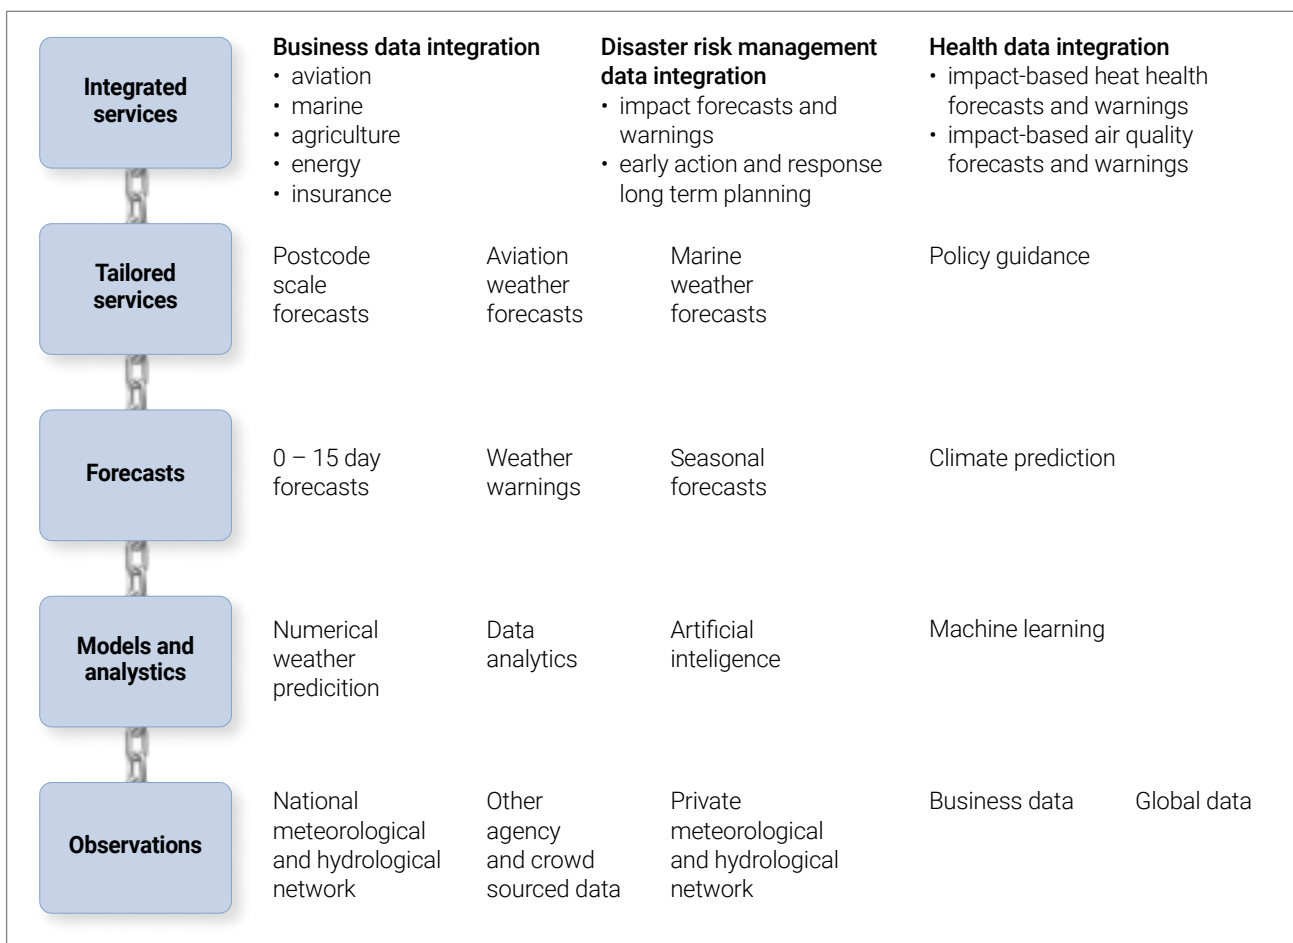 Integrated
services
Business data integration
• aviation
• marine
• agriculture
• energy
• insurance
Disaster risk management
data integration
• impact forecasts and
warnings
• early action and response
long term planning
Health data integration
• impact-based heat health
forecasts and warnings
• impact-based air quality
forecasts and warnings
Tailored
services
Postcode
scale
forecasts
Aviation
weather
forecasts
Marine
weather
forecasts
Policy guidance
Forecasts
0 – 15 day
forecasts
Weather
warnings
Seasonal
forecasts
Climate prediction
Models and
analystics
Numerical
weather
predicition
Data
analytics
Artificial
inteligence
Machine learning
Observations
National
meteorological
and hydrological
network
Other
agency
and crowd
sourced data
Private
meteorological
and hydrological
network
Business data
Global data